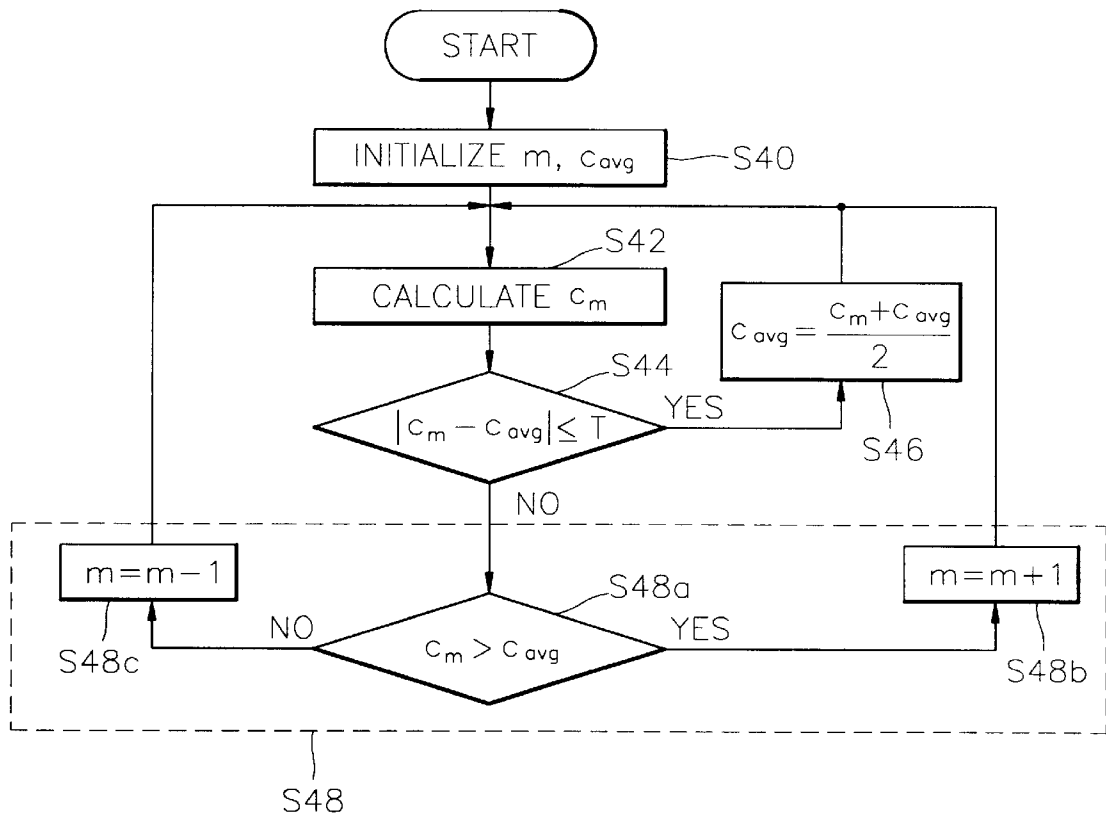 START
INITIALIZE m, cavg
S40
S42
CALCULATE cm
cavg = cm+cavg
2
S44
|cm − cavg| ≤ T
YES
S46
NO
m=m−1
m=m+1
S48a
NO
cm > cavg
YES
S48c
S48b
S48